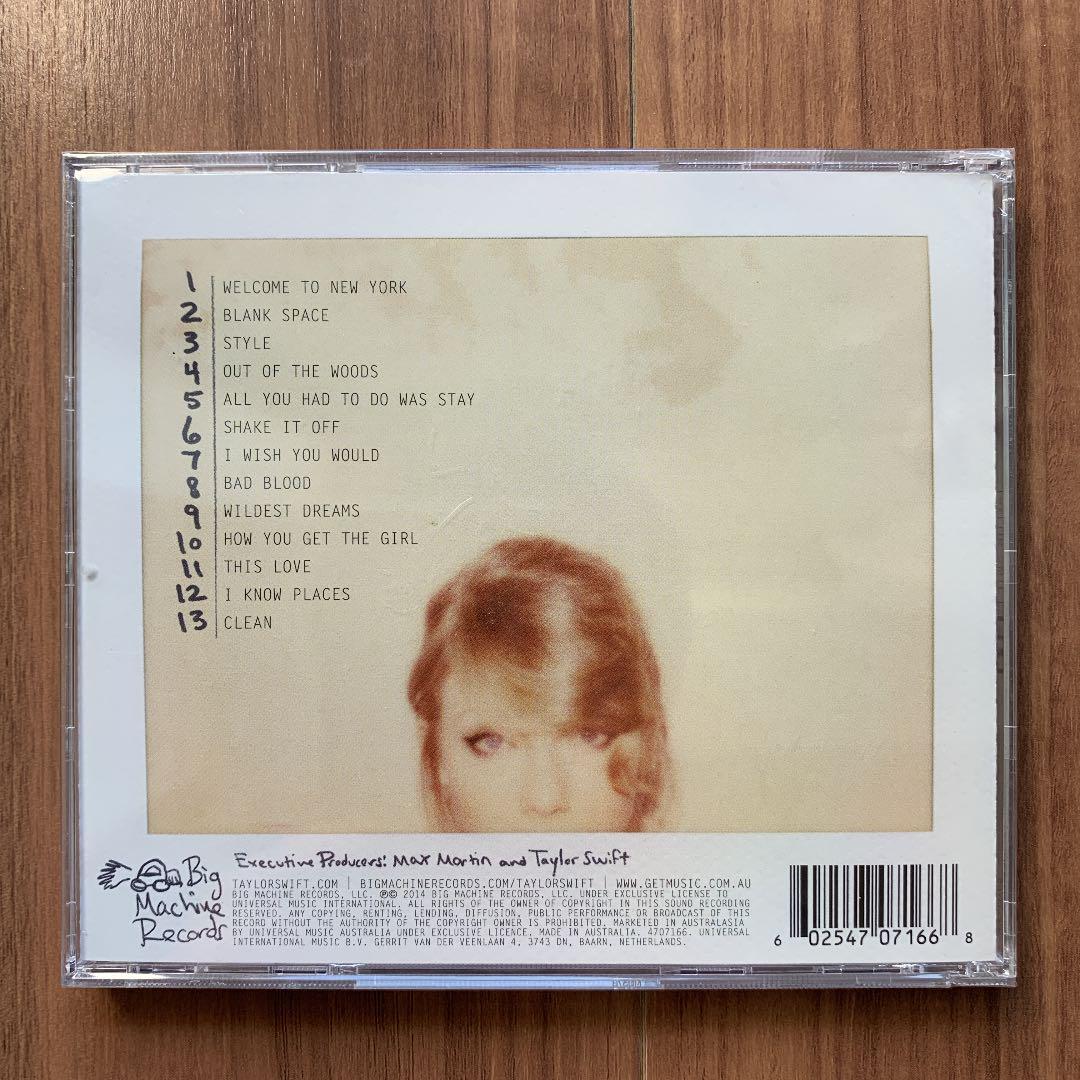 1 WELCOME TO NEW YORK
2 BLANK SPACE
3 STYLE
4 OUT OF THE WOODS
5 ALL YOU HAD TO DO WAS STAY
6 SHAKE IT OFF
7 I WISH YOU WOULD
8 BAD BLOOD
9 WILDEST DREAMS
10 HOW YOU GET THE GIRL
11 THIS LOVE
12 I KNOW PLACES
13 CLEAN
Big
Machine
Records
Executive Producers: Max Martin and Taylor Swift
TAYLORSWIFT.COM | BIGMACHINERECORDS.COM/TAYLORSWIFT | WWW.GETMUSIC.COM.AU
BIG MACHINE RECORDS, LLC. ℗© 2014 BIG MACHINE RECORDS, LLC. UNDER EXCLUSIVE LICENSE TO
UNIVERSAL MUSIC INTERNATIONAL. ALL RIGHTS OF THE OWNER OF COPYRIGHT IN THIS SOUND RECORDING
RESERVED. ANY COPYING, RENTING, LENDING, DIFFUSION, PUBLIC PERFORMANCE OR BROADCAST OF THIS
RECORD WITHOUT THE AUTHORITY OF THE COPYRIGHT OWNER IS PROHIBITED. MARKETED IN AUSTRALASIA
BY UNIVERSAL MUSIC AUSTRALIA UNDER EXCLUSIVE LICENCE. 4707166. UNIVERSAL
INTERNATIONAL MUSIC B.V. GERRIT VAN DER VEENLAAN 4, 3743 DN, BAARN, NETHERLANDS.
6 02547 07166 8